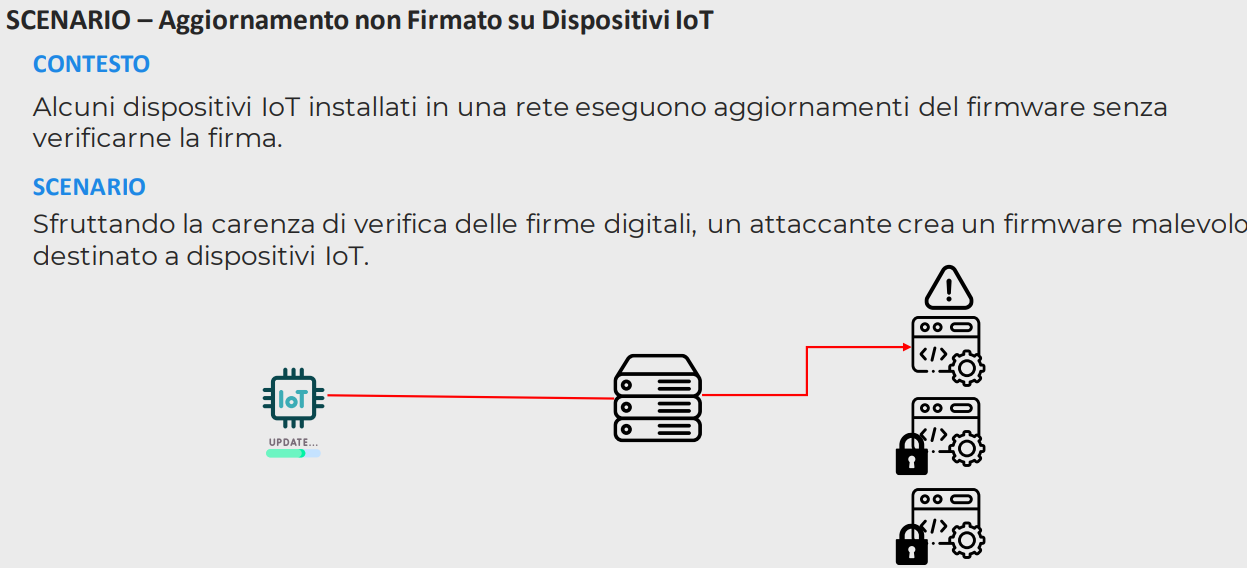 SCENARIO – Aggiornamento non Firmato su Dispositivi IoT
CONTESTO
Alcuni dispositivi IoT installati in una rete eseguono aggiornamenti del firmware senza
verificarne la firma.
SCENARIO
Sfruttando la carenza di verifica delle firme digitali, un attaccante crea un firmware malevolo
destinato a dispositivi IoT.
IoT
UPDATE...